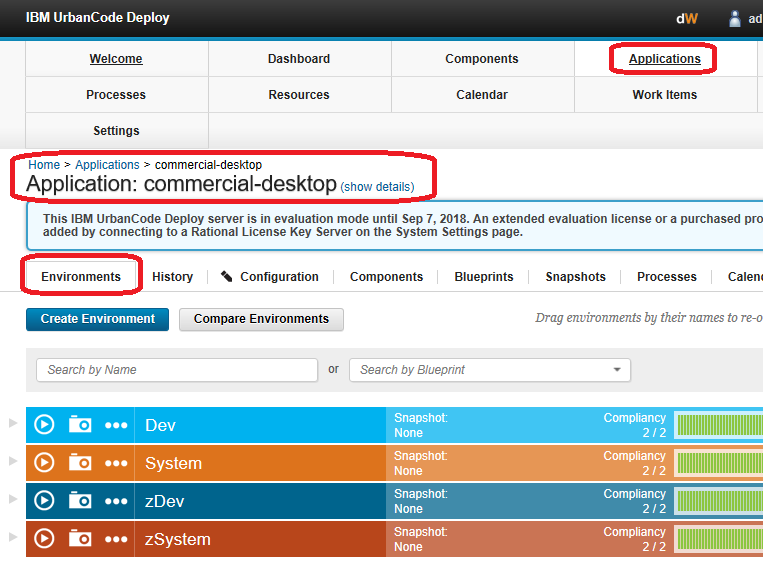 IBM UrbanCode Deploy dW ad
Welcome Dashboard Components Applications
Processes Resources Calendar Work Items
Settings
Home > Applications > commercial-desktop
Application: commercial-desktop (show details)
This IBM UrbanCode Deploy server is in evaluation mode until Sep 7, 2018. An extended evaluation license or a purchased pro
added by connecting to a Rational License Key Server on the System Settings page.
Environments History Configuration Components Blueprints Snapshots Processes Calen
Create Environment Compare Environments Drag environments by their names to re-o
Search by Name or Search by Blueprint
Dev Snapshot: None Compliancy 2 / 2
System Snapshot: None Compliancy 2 / 2
zDev Snapshot: None Compliancy 2 / 2
zSystem Snapshot: None Compliancy 2 / 2